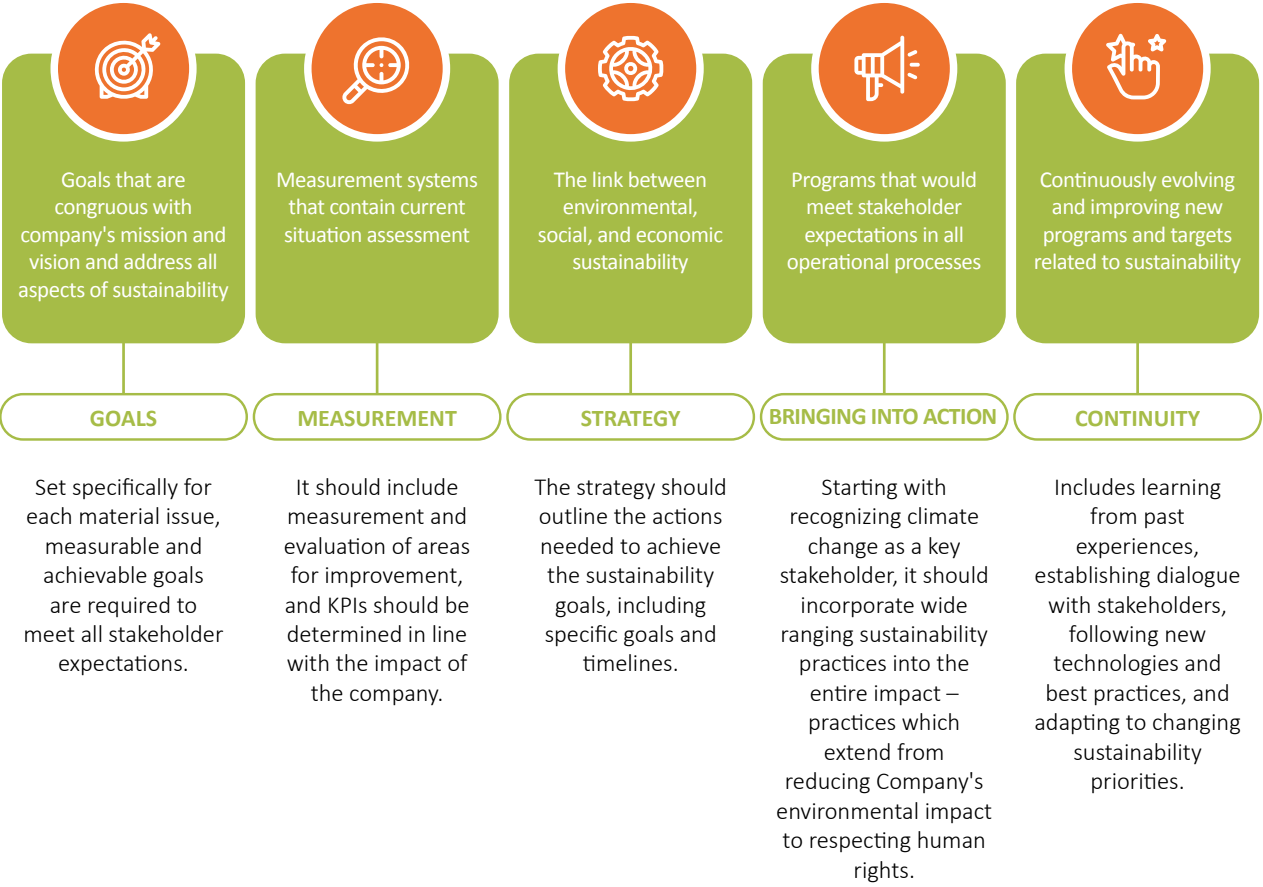 Goals that are
congruous with
company's mission and
vision and address all
aspects of sustainability
GOALS
Set specifically for
each material issue,
measurable and
achievable goals
are required to
meet all stakeholder
expectations.
Measurement systems
that contain current
situation assessment
MEASUREMENT
It should include
measurement and
evaluation of areas
for improvement,
and KPIs should be
determined in line
with the impact of
the company.
The link between
environmental,
social, and economic
sustainability
STRATEGY
The strategy should
outline the actions
needed to achieve
the sustainability
goals, including
specific goals and
timelines.
Programs that would
meet stakeholder
expectations in all
operational processes
BRINGING INTO ACTION
Starting with
recognizing climate
change as a key
stakeholder, it should
incorporate wide
ranging sustainability
practices into the
entire impact –
practices which
extend from
reducing Company's
environmental impact
to respecting human
rights.
Continuously evolving
and improving new
programs and targets
related to sustainability
CONTINUITY
Includes learning
from past
experiences,
establishing dialogue
with stakeholders,
following new
technologies and
best practices, and
adapting to changing
sustainability
priorities.